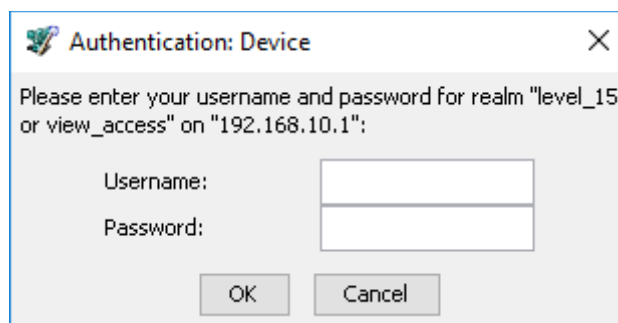 Authentication: Device
Please enter your username and password for realm "level_15
or view_access" on "192.168.10.1":
Username:
Password:
OK Cancel